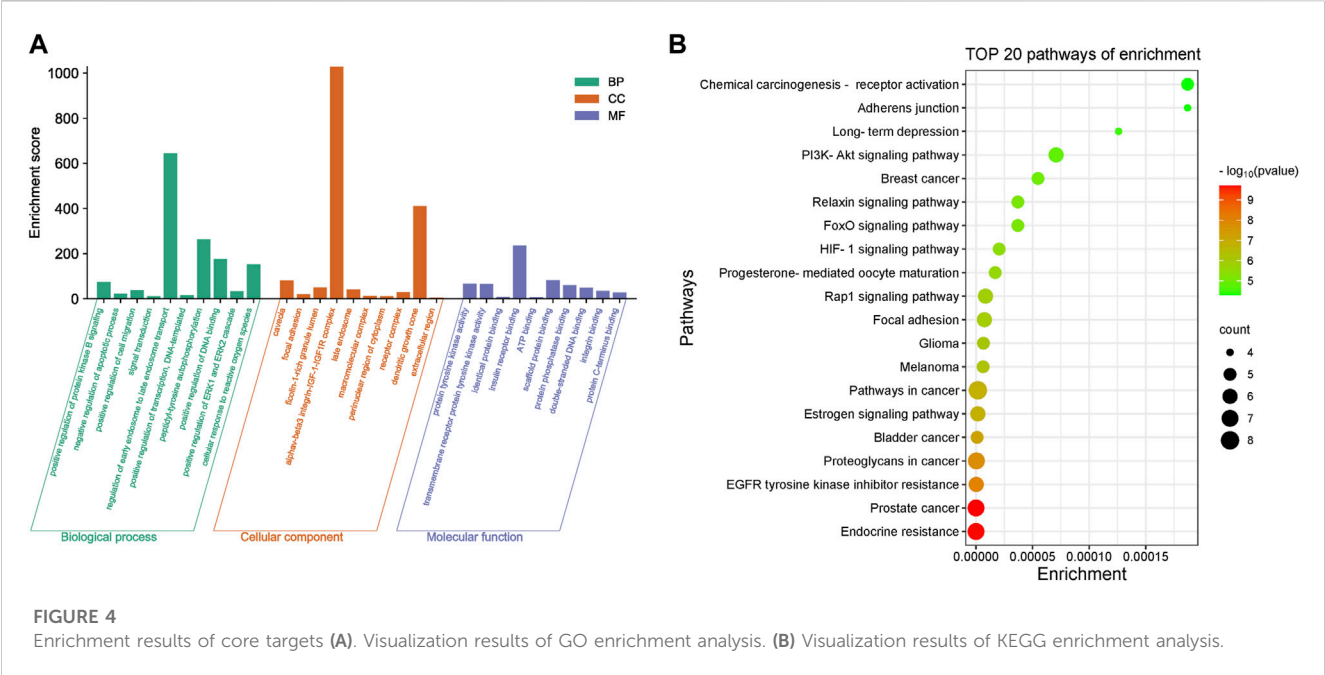 A
1000
800
600
400
200
0
Enrichment score
BP
CC
MF
positive regulation of protein kinase B signaling
negative regulation of apoptotic process
positive regulation of cell migration
signal transduction
regulation of early endosome to late endosome transport
positive regulation of transcription, DNA-templated
peptidyl-tyrosine autophosphorylation
positive regulation of DNA binding
positive regulation of ERK1 and ERK2 cascade
cellular response to reactive oxygen species
caveola
focal adhesion
ficolin-1-rich granule lumen
alphav-beta3 integrin-IGF-1-IGF1R complex
late endosome
macromolecular complex
perinuclear region of cytoplasm
receptor complex
dendritic growth cone
extracellular region
protein tyrosine kinase activity
transmembrane receptor protein tyrosine kinase activity
identical protein binding
insulin receptor binding
ATP binding
scaffold protein binding
protein phosphatase binding
double-stranded DNA binding
integrin binding
protein C-terminus binding
Biological process
Cellular component
Molecular function
B
TOP 20 pathways of enrichment
Pathways
Chemical carcinogenesis - receptor activation
Adherens junction
Long- term depression
PI3K- Akt signaling pathway
Breast cancer
Relaxin signaling pathway
FoxO signaling pathway
HIF- 1 signaling pathway
Progesterone- mediated oocyte maturation
Rap1 signaling pathway
Focal adhesion
Glioma
Melanoma
Pathways in cancer
Estrogen signaling pathway
Bladder cancer
Proteoglycans in cancer
EGFR tyrosine kinase inhibitor resistance
Prostate cancer
Endocrine resistance
0.00000 0.00005 0.00010 0.00015
Enrichment
- log10(pvalue)
9
8
7
6
5
count
4
5
6
7
8
FIGURE 4
Enrichment results of core targets (A). Visualization results of GO enrichment analysis. (B) Visualization results of KEGG enrichment analysis.